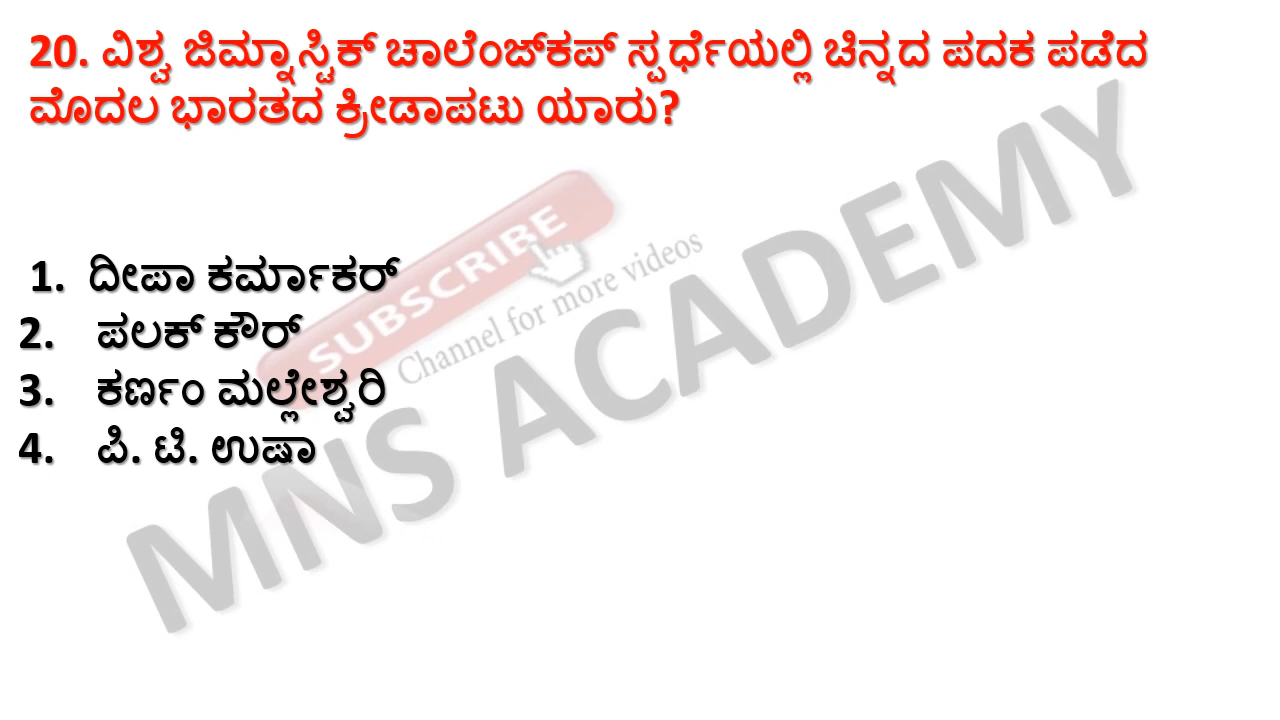 20. ವಿಶ್ವ ಜಿಮ್ನಾಸ್ಟಿಕ್ ಚಾಲೆಂಜ್‌ಕಪ್ ಸ್ಪರ್ಧೆಯಲ್ಲಿ ಚಿನ್ನದ ಪದಕ ಪಡೆದ
ಮೊದಲ ಭಾರತದ ಕ್ರೀಡಾಪಟು ಯಾರು?
1. ದೀಪಾ ಕರ್ಮಾಕರ್
2. ಪಲಕ್ ಕೌರ್
3. ಕರ್ಣಂ ಮಲ್ಲೇಶ್ವರಿ
4. ಪಿ. ಟಿ. ಉಷಾ
SUBSCRIBE
Channel for more videos
MNS ACADEMY